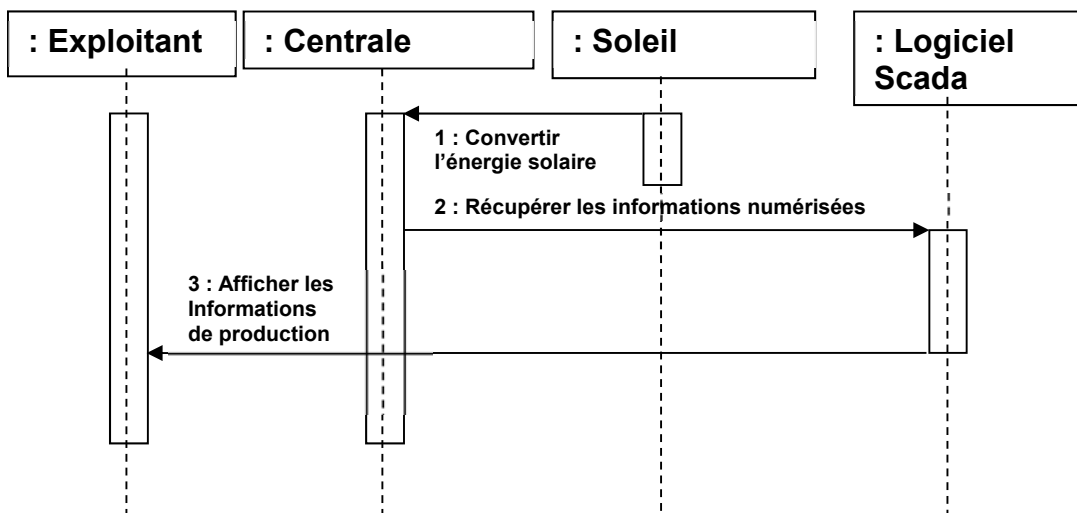 : Exploitant
: Centrale
: Soleil
: Logiciel
Scada
1 : Convertir
l’énergie solaire
2 : Récupérer les informations numérisées
3 : Afficher les
Informations
de production